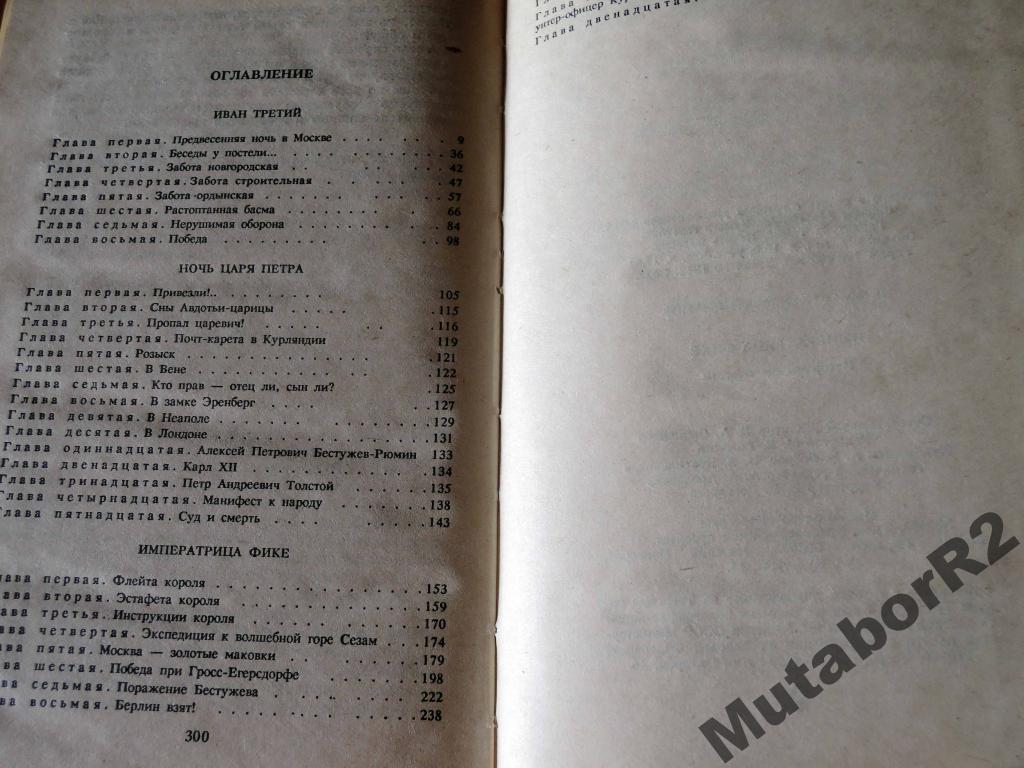 ОГЛАВЛЕНИЕ
ИВАН ТРЕТИЙ
Глава первая. Предвесенняя ночь в Москве . . . . . . . . 9
Глава вторая. Беседы у постели... . . . . . . . . . . 36
Глава третья. Забота новгородская . . . . . . . . . 42
Глава четвертая. Забота строительная . . . . . . . 47
Глава пятая. Забота ордынская . . . . . . . . . . 57
Глава шестая. Растоптанная басма . . . . . . . . . 66
Глава седьмая. Нерушимая оборона . . . . . . . . . 84
Глава восьмая. Победа . . . . . . . . . . 98
НОЧЬ ЦАРЯ ПЕТРА
Глава первая. Привезли!.. . . . . . . . . 105
Глава вторая. Сны Авдотьи-царицы . . . . . . . . 115
Глава третья. Пропал царевич! . . . . . . . . 116
Глава четвертая. Почт-карета в Курляндии 119
Глава пятая. Розыск . . . . . . . . . . . . 121
Глава шестая. В Вене . . . . . . . . . . . 122
Глава седьмая. Кто прав — отец ли, сын ли? . . . . . 125
Глава восьмая. В замке Эренберг . . . . . . 127
Глава девятая. В Неаполе . . . . . . . . . . 129
Глава десятая. В Лондоне . . . . . . . . . . 131
Глава одиннадцатая. Алексей Петрович Бестужев-Рюмин 133
Глава двенадцатая. Карл XII . . . . . . . . . . 134
Глава тринадцатая. Петр Андреевич Толстой . . . . . . 135
Глава четырнадцатая. Манифест к народу . . . . . . . 138
Глава пятнадцатая. Суд и смерть . . . . . . . . 143
ИМПЕРАТРИЦА ФИКЕ
лава первая. Флейта короля . . . . . . . . . . . . 153
ава вторая. Эстафета короля . . . . . . . . . . 159
ава третья. Инструкции короля . . . . . . . . . 170
ава четвертая. Экспедиция к волшебной горе Сезам . . . 174
ва пятая. Москва — золотые маковки . . . . . . . 179
ва шестая. Победа при Гросс-Егерсдорфе . . . . . 198
ва седьмая. Поражение Бестужева . . . . . . . 222
ва восьмая. Берлин взят! . . . . . . . . . . . 238
300
Глава
унтер-офицер
Глава двенадцатая.
MutaborR2